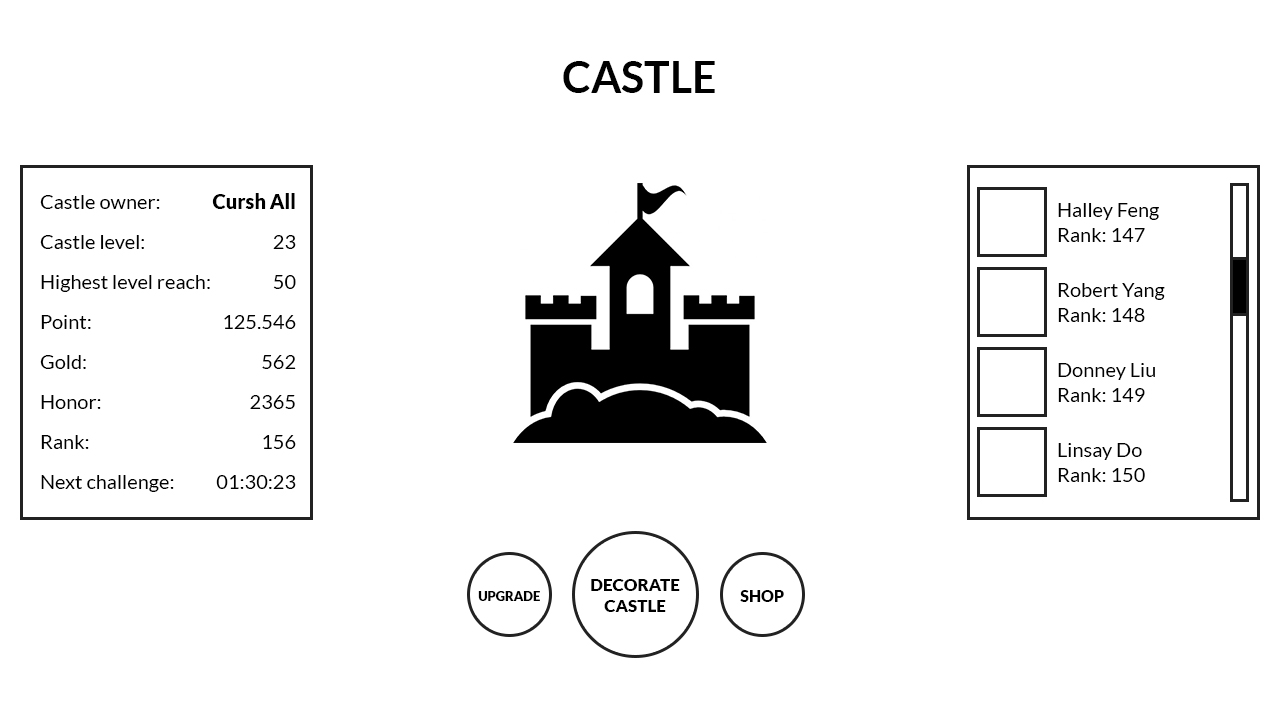 CASTLE
Castle owner: Cursh All
Castle level: 23
Highest level reach: 50
Point: 125.546
Gold: 562
Honor: 2365
Rank: 156
Next challenge: 01:30:23
Halley Feng
Rank: 147
Robert Yang
Rank: 148
Donney Liu
Rank: 149
Linsay Do
Rank: 150
UPGRADE
DECORATE
CASTLE
SHOP